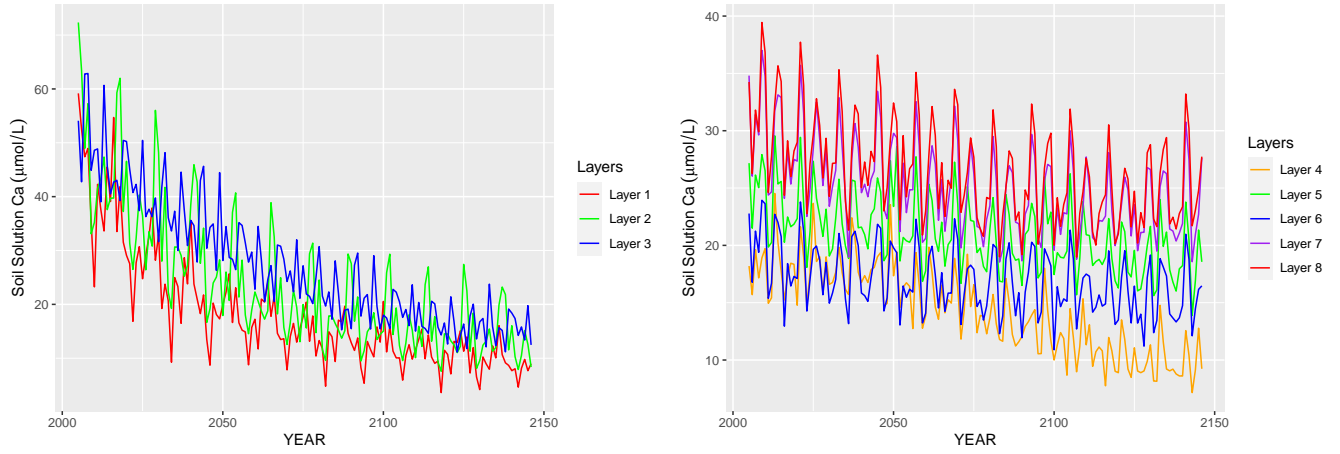 Soil Solution Ca (μmol/L)
60
40
20
2000
2050
2100
2150
YEAR
Layers
Layer 1
Layer 2
Layer 3
Soil Solution Ca (μmol/L)
40
30
20
10
2000
2050
2100
2150
YEAR
Layers
Layer 4
Layer 5
Layer 6
Layer 7
Layer 8